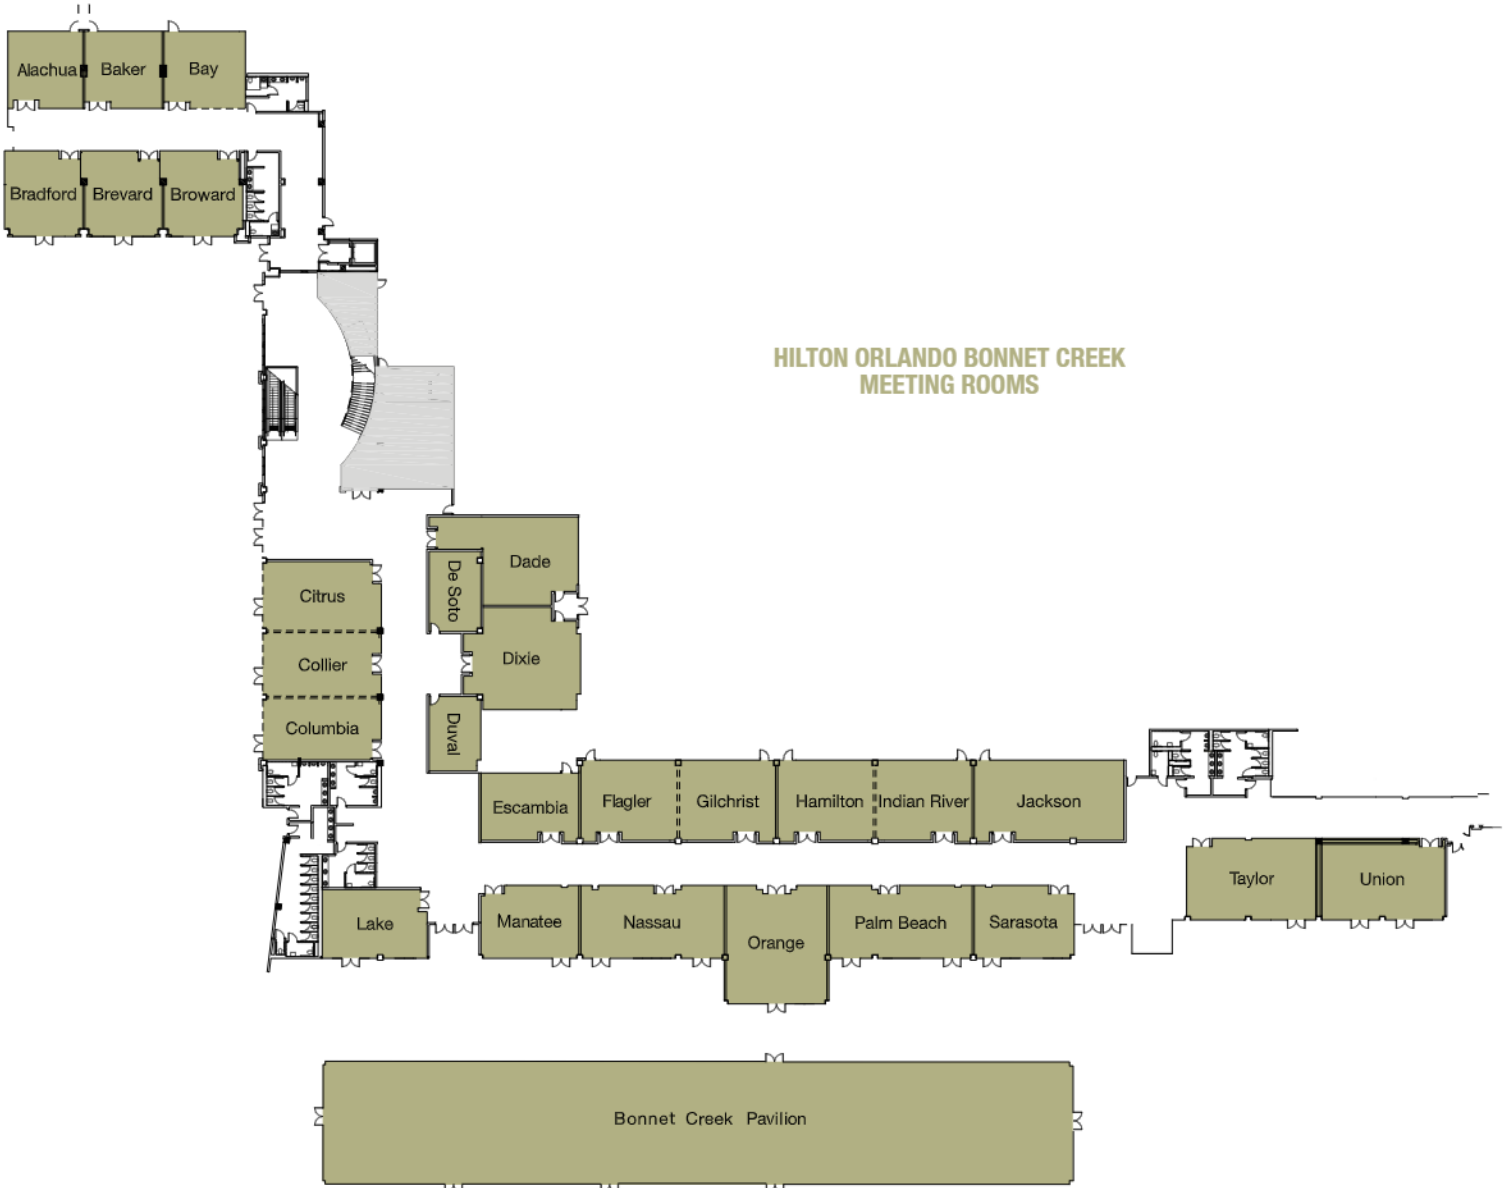 Alachua
Baker
Bay
Bradford
Brevard
Broward
HILTON ORLANDO BONNET CREEK
MEETING ROOMS
Dade
De Soto
Citrus
Dixie
Collier
Columbia
Duval
Escambia
Flagler
Gilchrist
Hamilton
Indian River
Jackson
Taylor
Union
Lake
Manatee
Nassau
Orange
Palm Beach
Sarasota
Bonnet Creek Pavilion